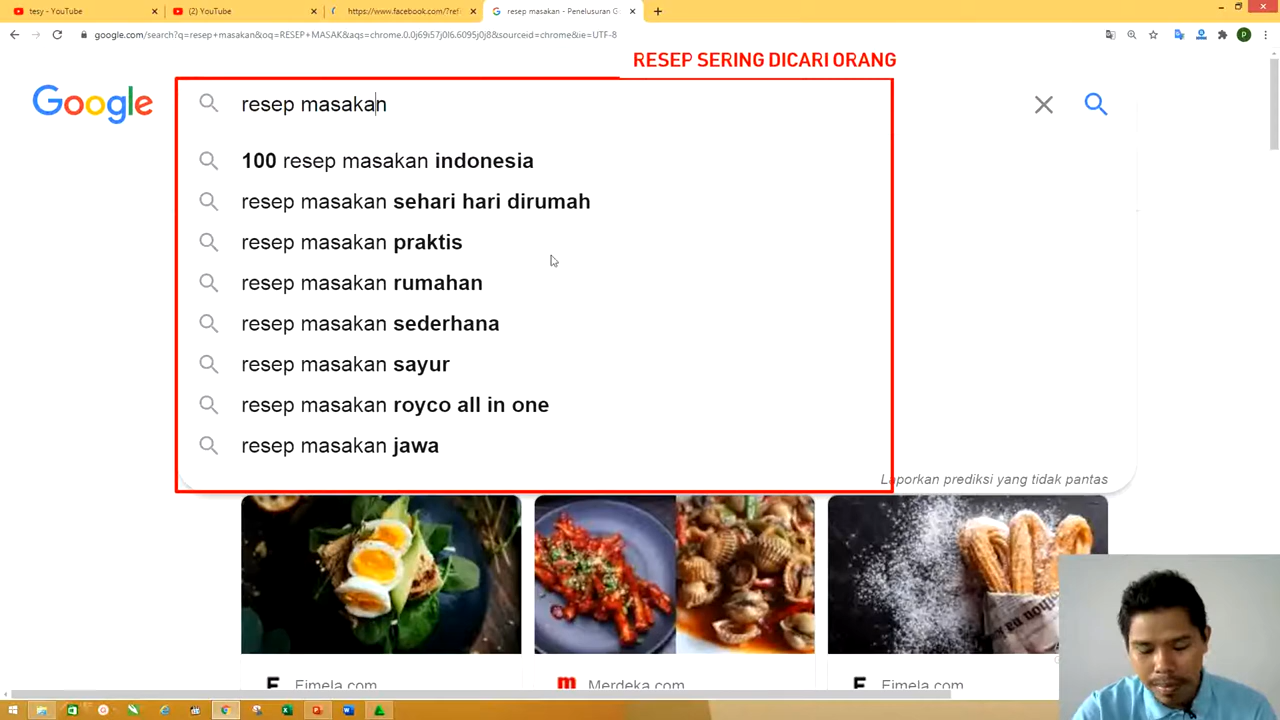 tesy - YouTube
(2) YouTube
https://www.facebook.com/?ref
resep masakan - Penelusuran G
google.com/search?q=resep+masakan&oq=RESEP+MASAK&aqs=chrome.0.0j69i57j0l6.6095j0j8&sourceid=chrome&ie=UTF-8
P
RESEP SERING DICARI ORANG
Google
resep masakan
100 resep masakan indonesia
resep masakan sehari hari dirumah
resep masakan praktis
resep masakan rumahan
resep masakan sederhana
resep masakan sayur
resep masakan royco all in one
resep masakan jawa
Laporkan prediksi yang tidak pantas
F Fimela.com
m Merdeka.com
F Fimela.com